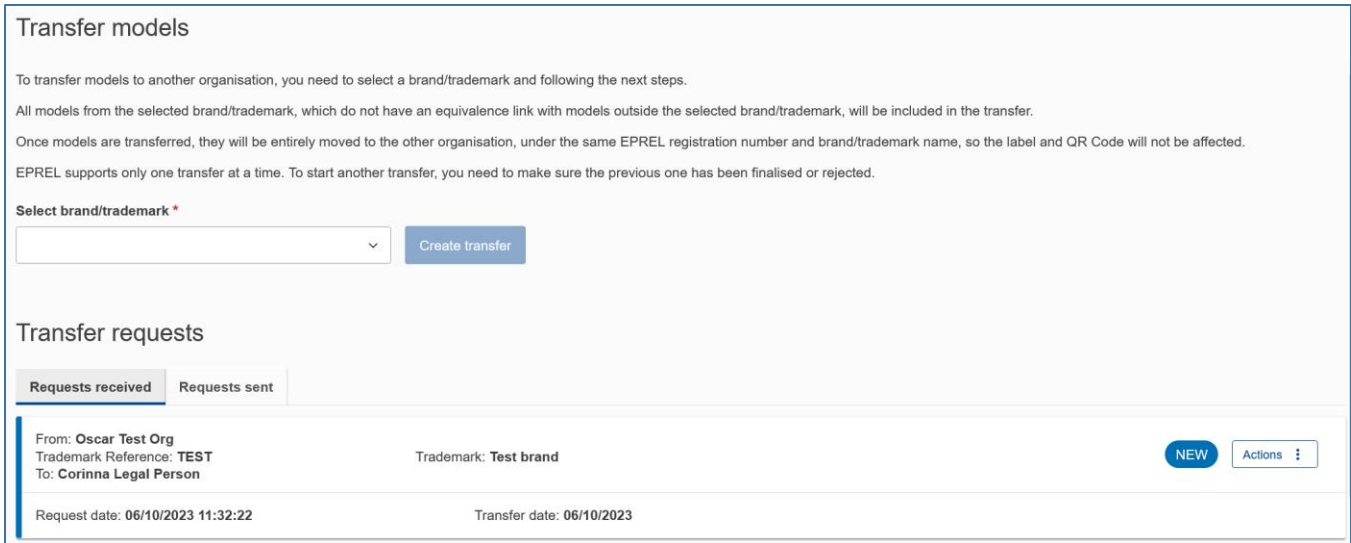 Transfer models
To transfer models to another organisation, you need to select a brand/trademark and following the next steps.
All models from the selected brand/trademark, which do not have an equivalence link with models outside the selected brand/trademark, will be included in the transfer.
Once models are transferred, they will be entirely moved to the other organisation, under the same EPREL registration number and brand/trademark name, so the label and QR Code will not be affected.
EPREL supports only one transfer at a time. To start another transfer, you need to make sure the previous one has been finalised or rejected.
Select brand/trademark *
Create transfer
Transfer requests
Requests received Requests sent
From: Oscar Test Org
Trademark Reference: TEST Trademark: Test brand NEW Actions
To: Corinna Legal Person
Request date: 06/10/2023 11:32:22 Transfer date: 06/10/2023